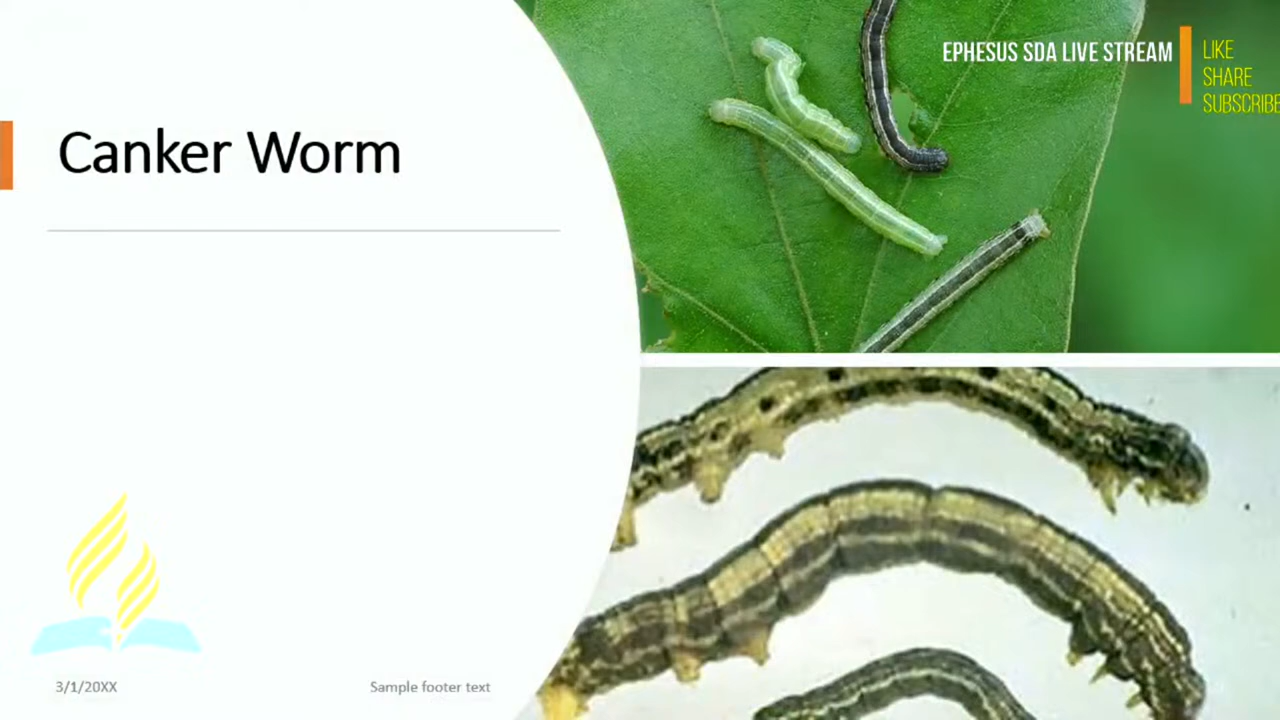 EPHESUS SDA LIVE STREAM
LIKE
SHARE
SUBSCRIBE
Canker Worm
3/1/20XX
Sample footer text